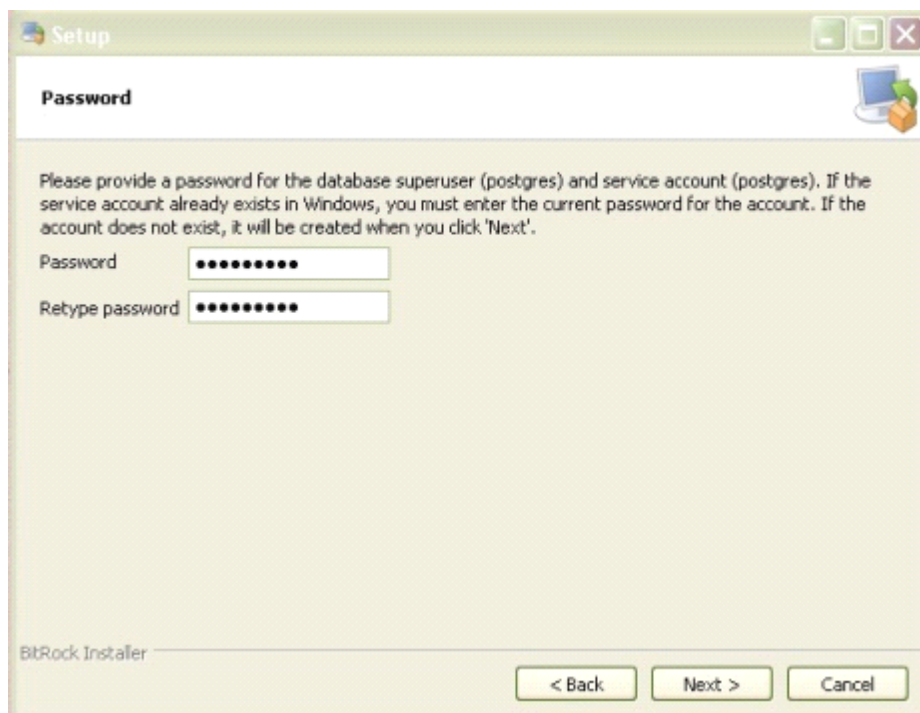 Setup
Password
Please provide a password for the database superuser (postgres) and service account (postgres). If the
service account already exists in Windows, you must enter the current password for the account. If the
account does not exist, it will be created when you click 'Next'.
Password •••••••••
Retype password •••••••••
BitRock Installer
< Back Next > Cancel